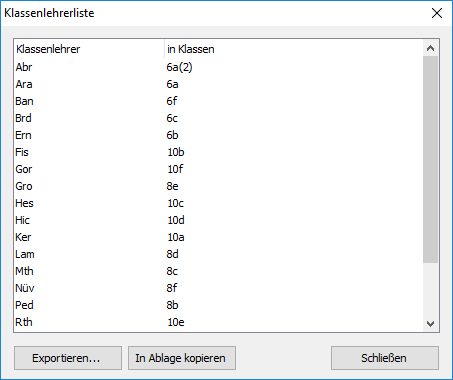 Klassenlehrerliste
Klassenlehrer in Klassen
Abr 6a(2)
Ara 6a
Ban 6f
Brd 6c
Ern 6b
Fis 10b
Gor 10f
Gro 8e
Hes 10c
Hic 10d
Ker 10a
Lam 8d
Mth 8c
Nüv 8f
Ped 8b
Rth 10e
Exportieren... In Ablage kopieren Schließen